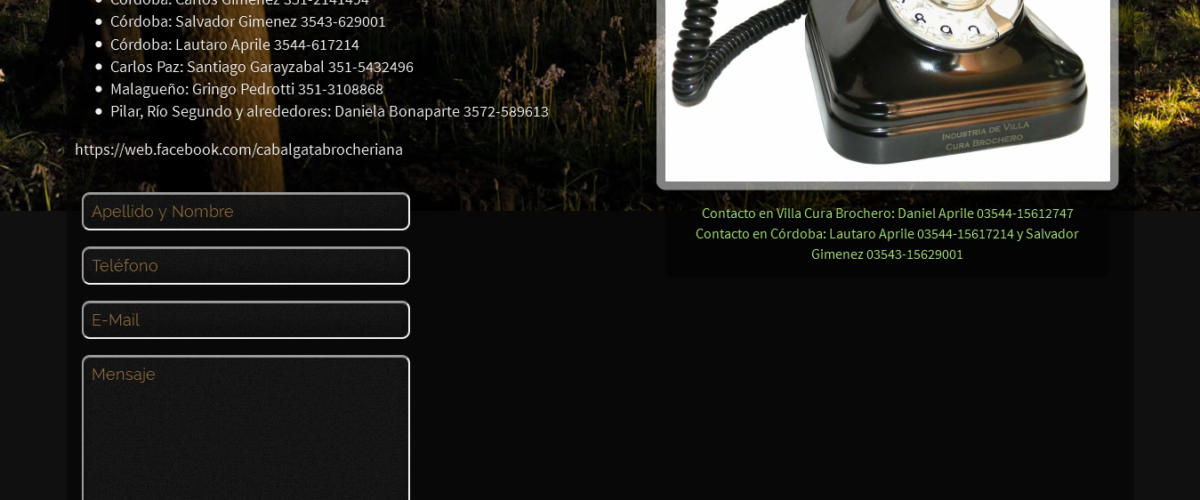 Córdoba: Carlos Gimenez 351-2141494
Córdoba: Salvador Gimenez 3543-629001
Córdoba: Lautaro Aprile 3544-617214
Carlos Paz: Santiago Garayzabal 351-5432496
Malagueño: Gringo Pedrotti 351-3108868
Pilar, Río Segundo y alrededores: Daniela Bonaparte 3572-589613
https://web.facebook.com/cabalgatabrocheriana
Apellido y Nombre
Teléfono
E-Mail
Mensaje
INDUSTRIA DE VILLA
CURA BROCHERO
Contacto en Villa Cura Brochero: Daniel Aprile 03544-15612747
Contacto en Córdoba: Lautaro Aprile 03544-15617214 y Salvador
Gimenez 03543-15629001